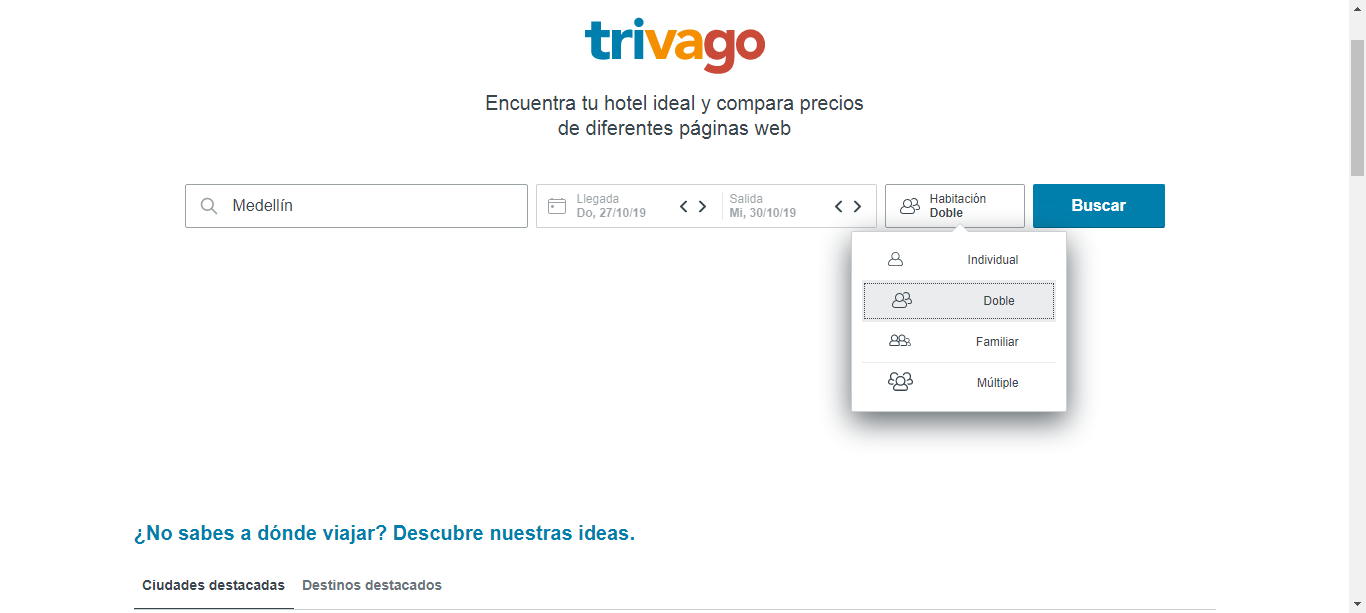 trivago
Encuentra tu hotel ideal y compara precios
de diferentes páginas web
Medellín
Llegada
Do, 27/10/19
Salida
Mi, 30/10/19
Habitación
Doble
Buscar
Individual
Doble
Familiar
Múltiple
¿No sabes a dónde viajar? Descubre nuestras ideas.
Ciudades destacadas
Destinos destacados